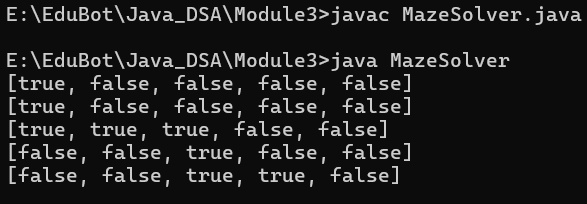 E:\EduBot\Java_DSA\Module3>javac MazeSolver.java
E:\EduBot\Java_DSA\Module3>java MazeSolver
[true, false, false, false, false]
[true, false, false, false, false]
[true, true, true, false, false]
[false, false, true, false, false]
[false, false, true, true, false]